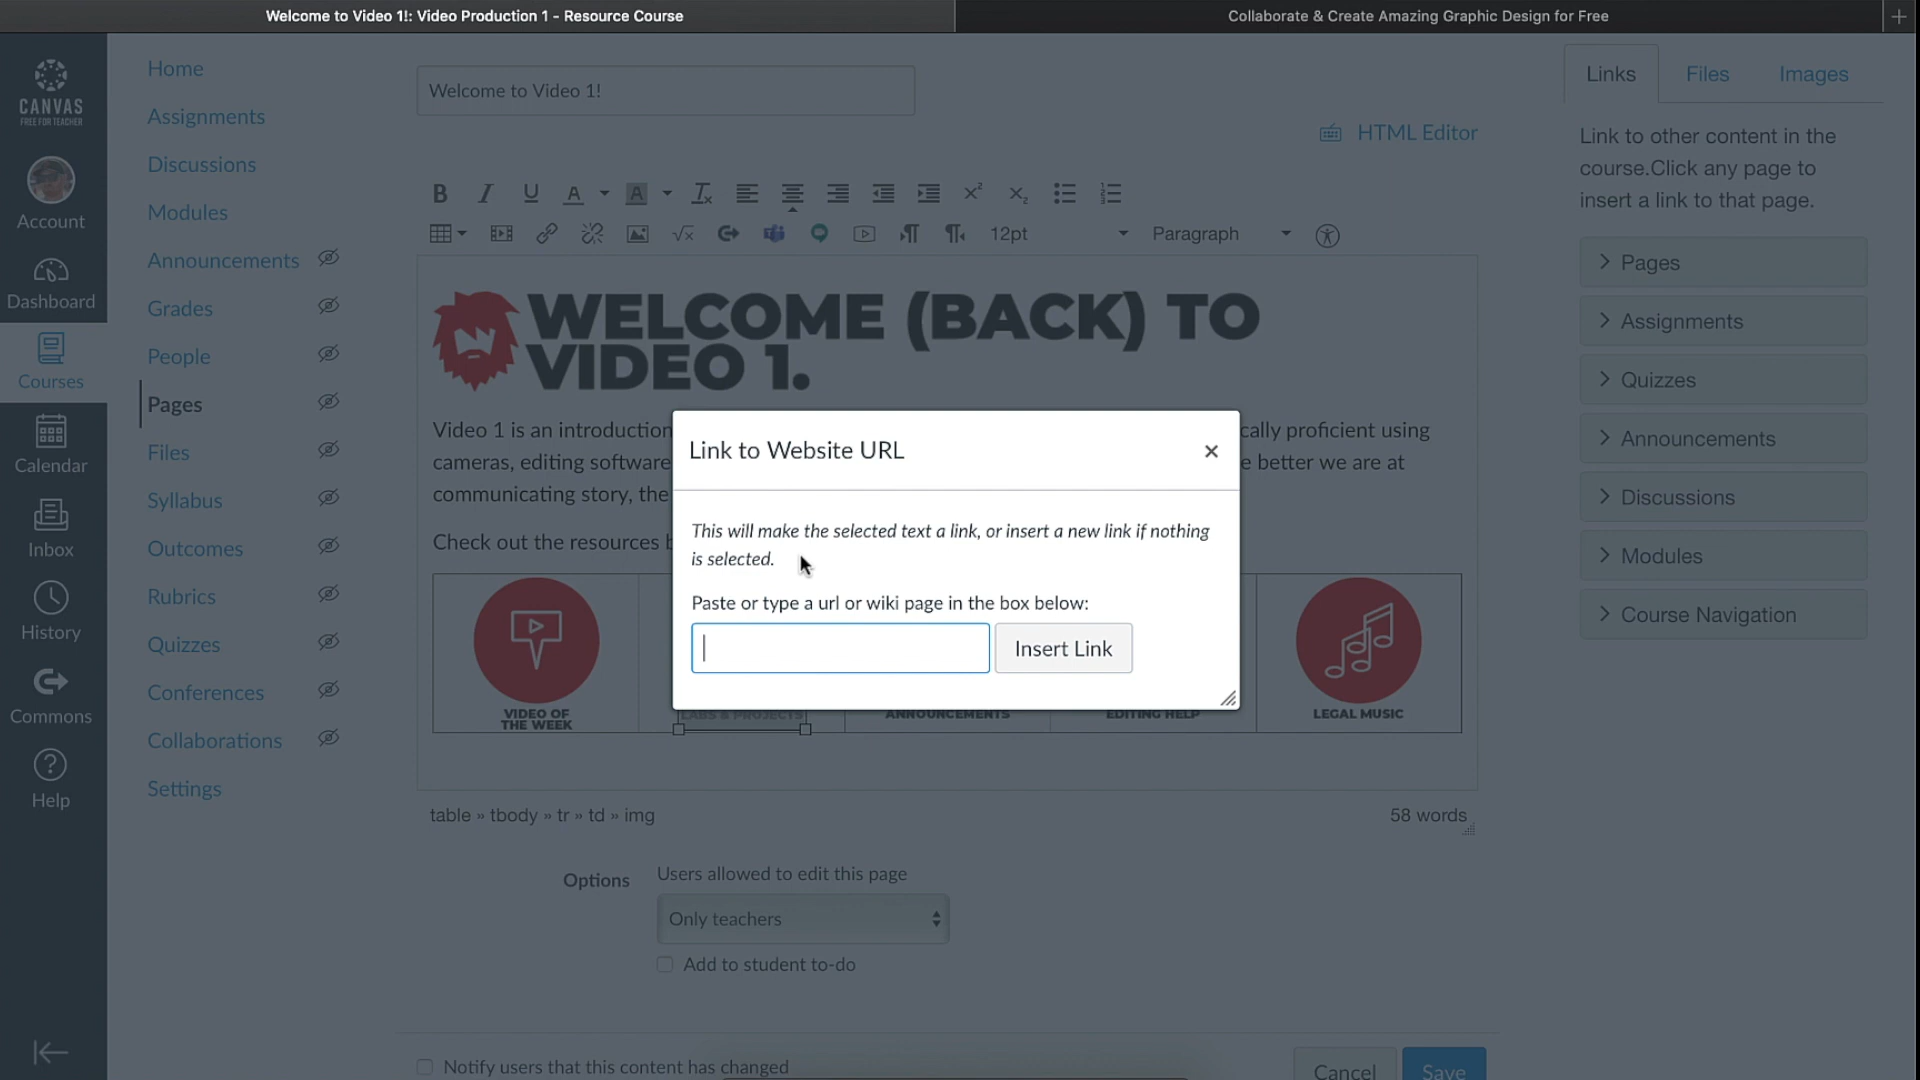 Welcome to Video 1!: Video Production 1 - Resource Course
Collaborate & Create Amazing Graphic Design for Free
CANVAS
FREE FOR TEACHER
Account
Dashboard
Courses
Calendar
Inbox
History
Commons
Help
Home
Assignments
Discussions
Modules
Announcements
Grades
People
Pages
Files
Syllabus
Outcomes
Rubrics
Quizzes
Conferences
Collaborations
Settings
Welcome to Video 1!
HTML Editor
12pt
Paragraph
WELCOME (BACK) TO
VIDEO 1.
Video 1 is an introduction
cally proficient using
cameras, editing software
e better we are at
communicating story, the
Check out the resources b
Link to Website URL
This will make the selected text a link, or insert a new link if nothing
is selected.
Paste or type a url or wiki page in the box below:
Insert Link
VIDEO OF
THE WEEK
LABS & PROJECTS
ANNOUNCEMENTS
EDITING HELP
LEGAL MUSIC
table » tbody » tr » td » img
58 words
Options
Users allowed to edit this page
Only teachers
Add to student to-do
Notify users that this content has changed
Cancel
Save
Links
Files
Images
Link to other content in the
course.Click any page to
insert a link to that page.
Pages
Assignments
Quizzes
Announcements
Discussions
Modules
Course Navigation